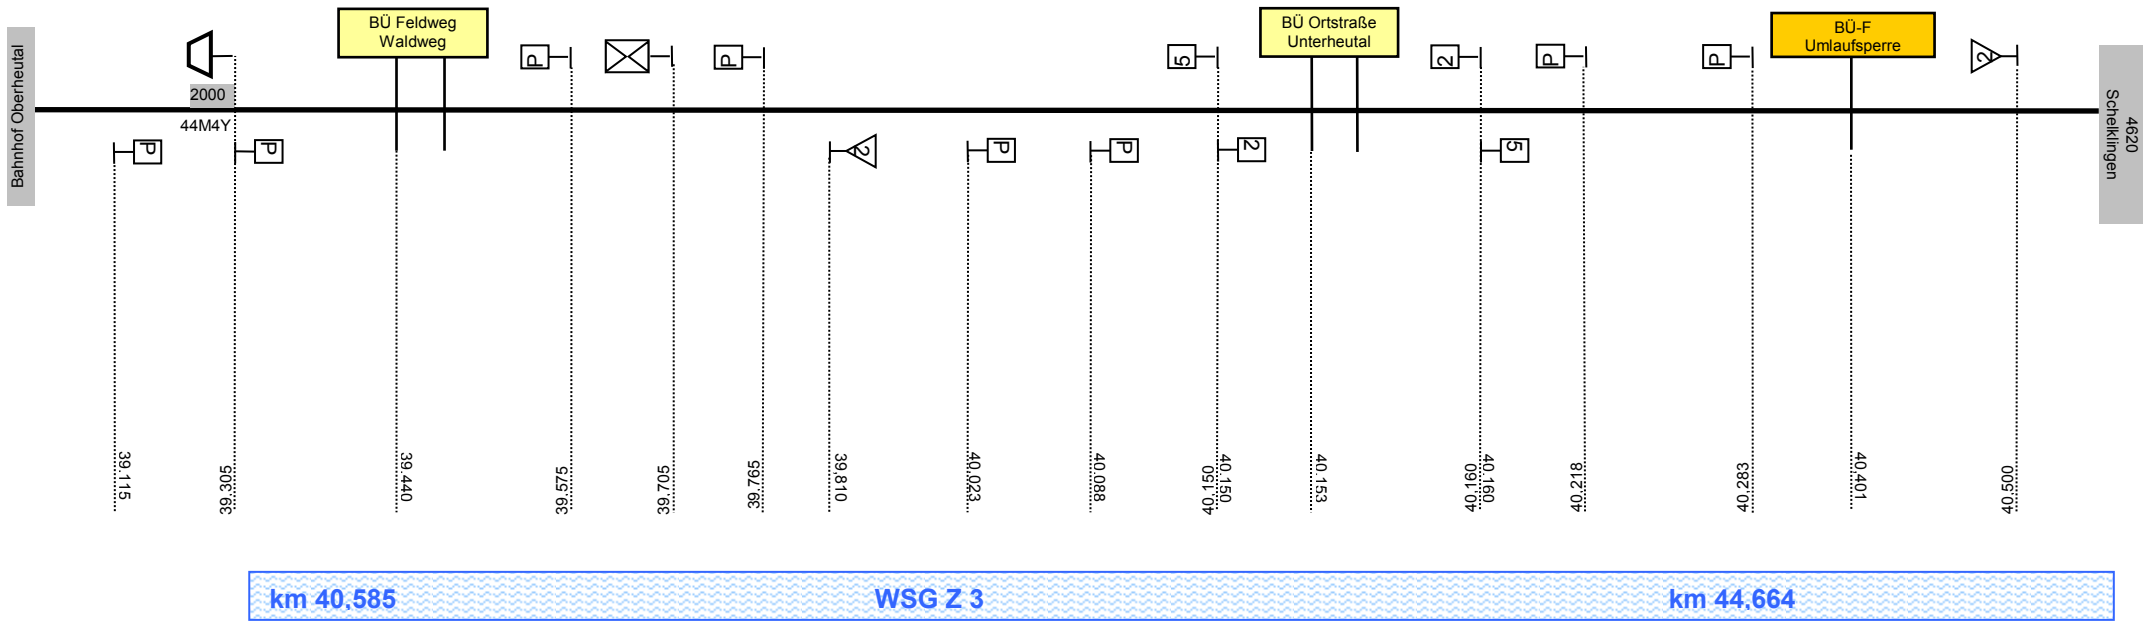 Bahnhof Oberheutal
2000
44M4Y
BÜ Feldweg
Waldweg
P
P
5
BÜ Ortstraße
Unterheutal
2
P
P
BÜ-F
Umlaufsperre
2
4620
Schelklingen
P
P
2
P
P
2
5
39.115
39.305
39.440
39.575
39.705
39.765
39,810
40.023
40.088
40.150
40.150
40.153
40.160
40.160
40.218
40.283
40,401
40.500
km 40,585
WSG Z 3
km 44,664